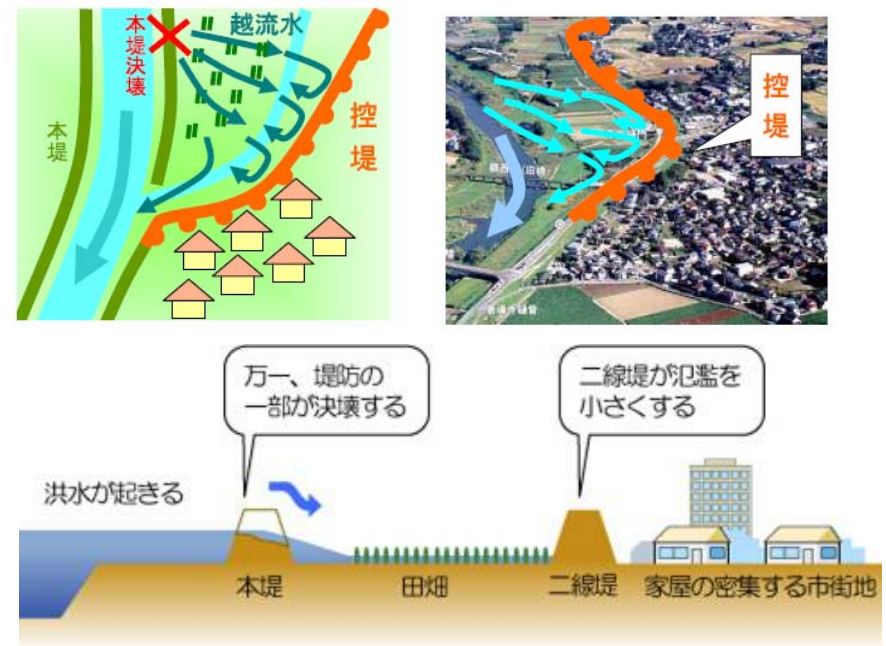 本堤決壊
越流水
本堤
控堤
控堤
万一、堤防の
一部が決壊する
二線堤が氾濫を
小さくする
洪水が起きる
本堤
田畑
二線堤
家屋の密集する市街地